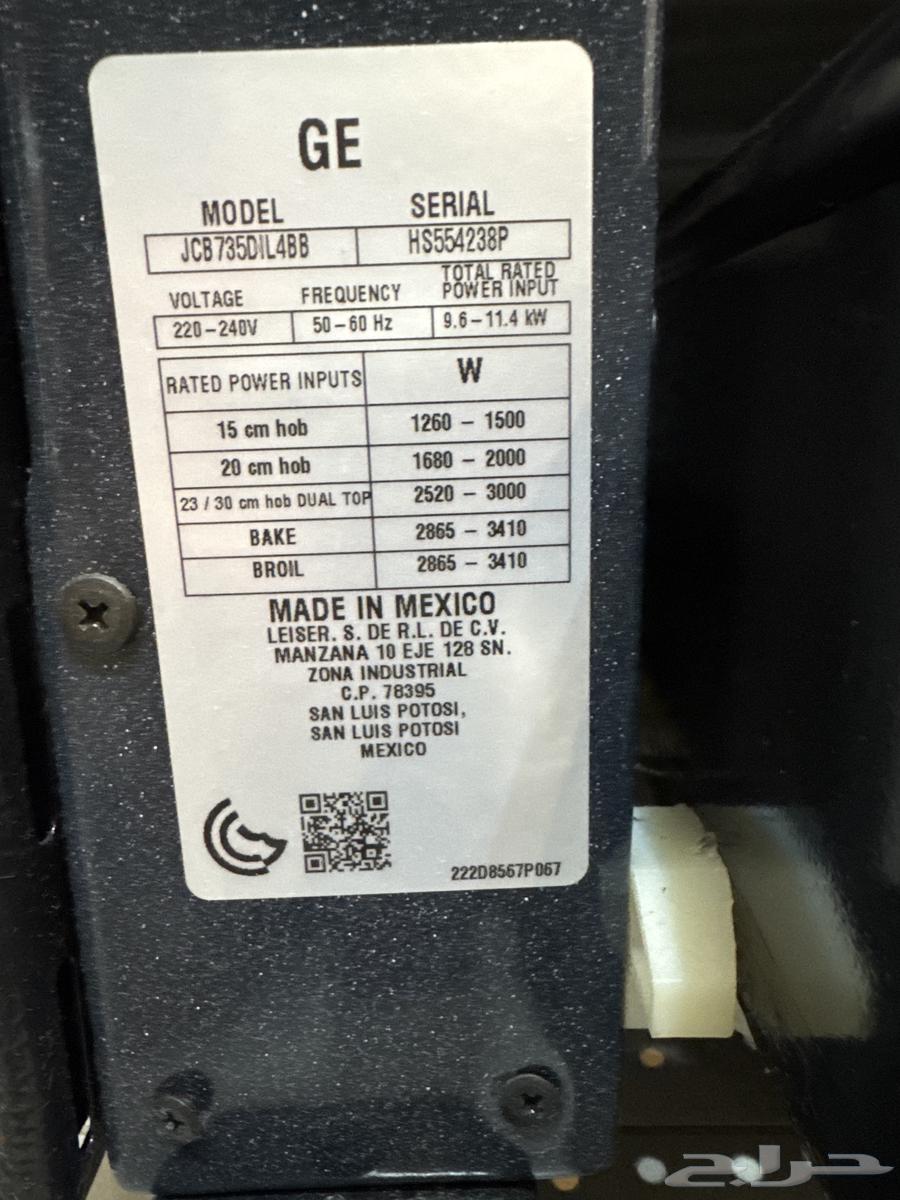 GE
MODEL SERIAL
JCB735DIL4BB HS554238P
VOLTAGE FREQUENCY TOTAL RATED POWER INPUT
220-240V 50-60 Hz 9.6-11.4 kW
RATED POWER INPUTS W
15 cm hob 1260 - 1500
20 cm hob 1680 - 2000
23 / 30 cm hob DUAL TOP 2520 - 3000
BAKE 2865 - 3410
BROIL 2865 - 3410
MADE IN MEXICO
LEISER. S. DE R.L. DE C.V.
MANZANA 10 EJE 128 SN.
ZONA INDUSTRIAL
C.P. 78395
SAN LUIS POTOSI,
SAN LUIS POTOSI
MEXICO
222D8567P067
حراج